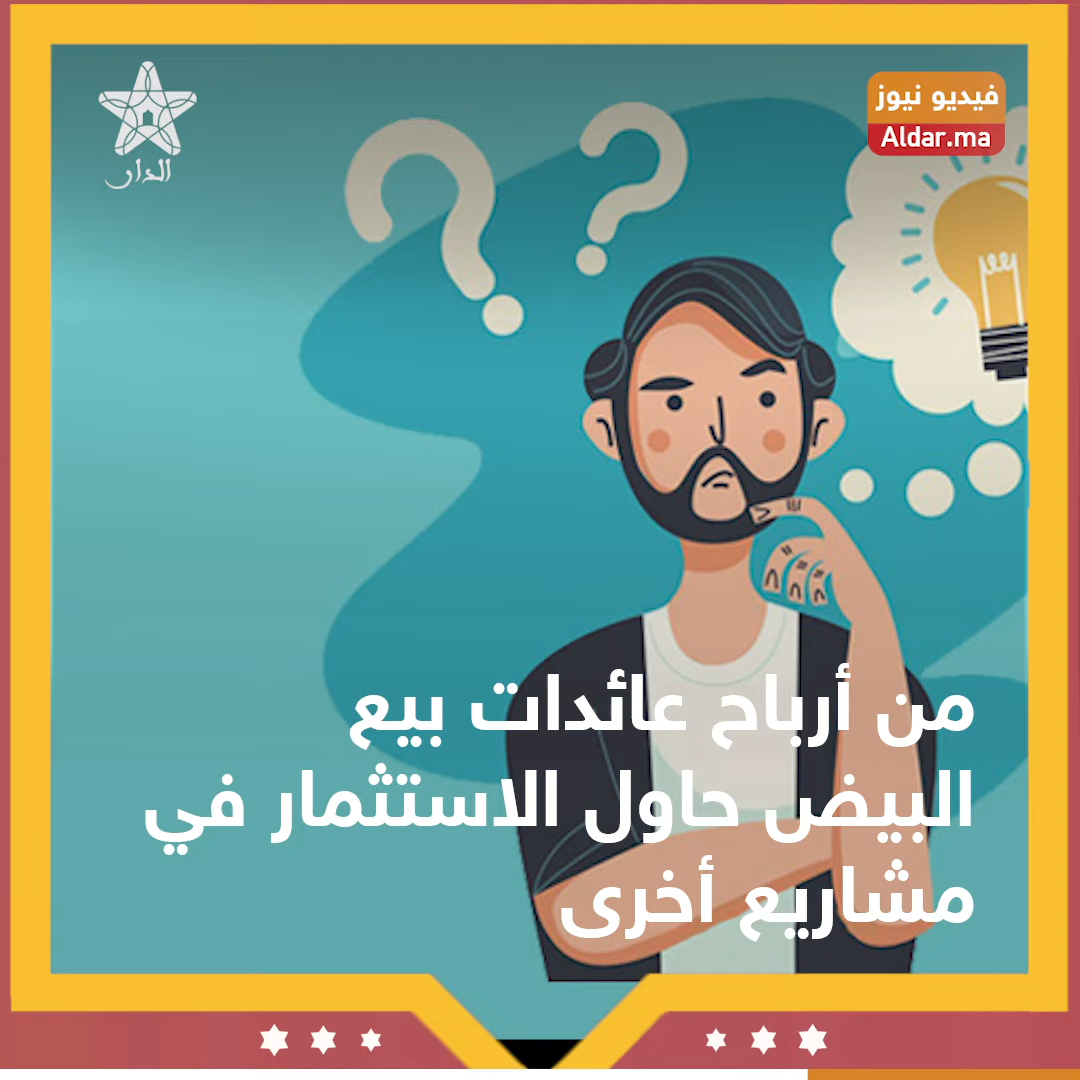 فيديو نيوز
Aldar.ma
الدار
من أرباح عائدات بيع
البيض حاول الاستثمار في
مشاريع أخرى